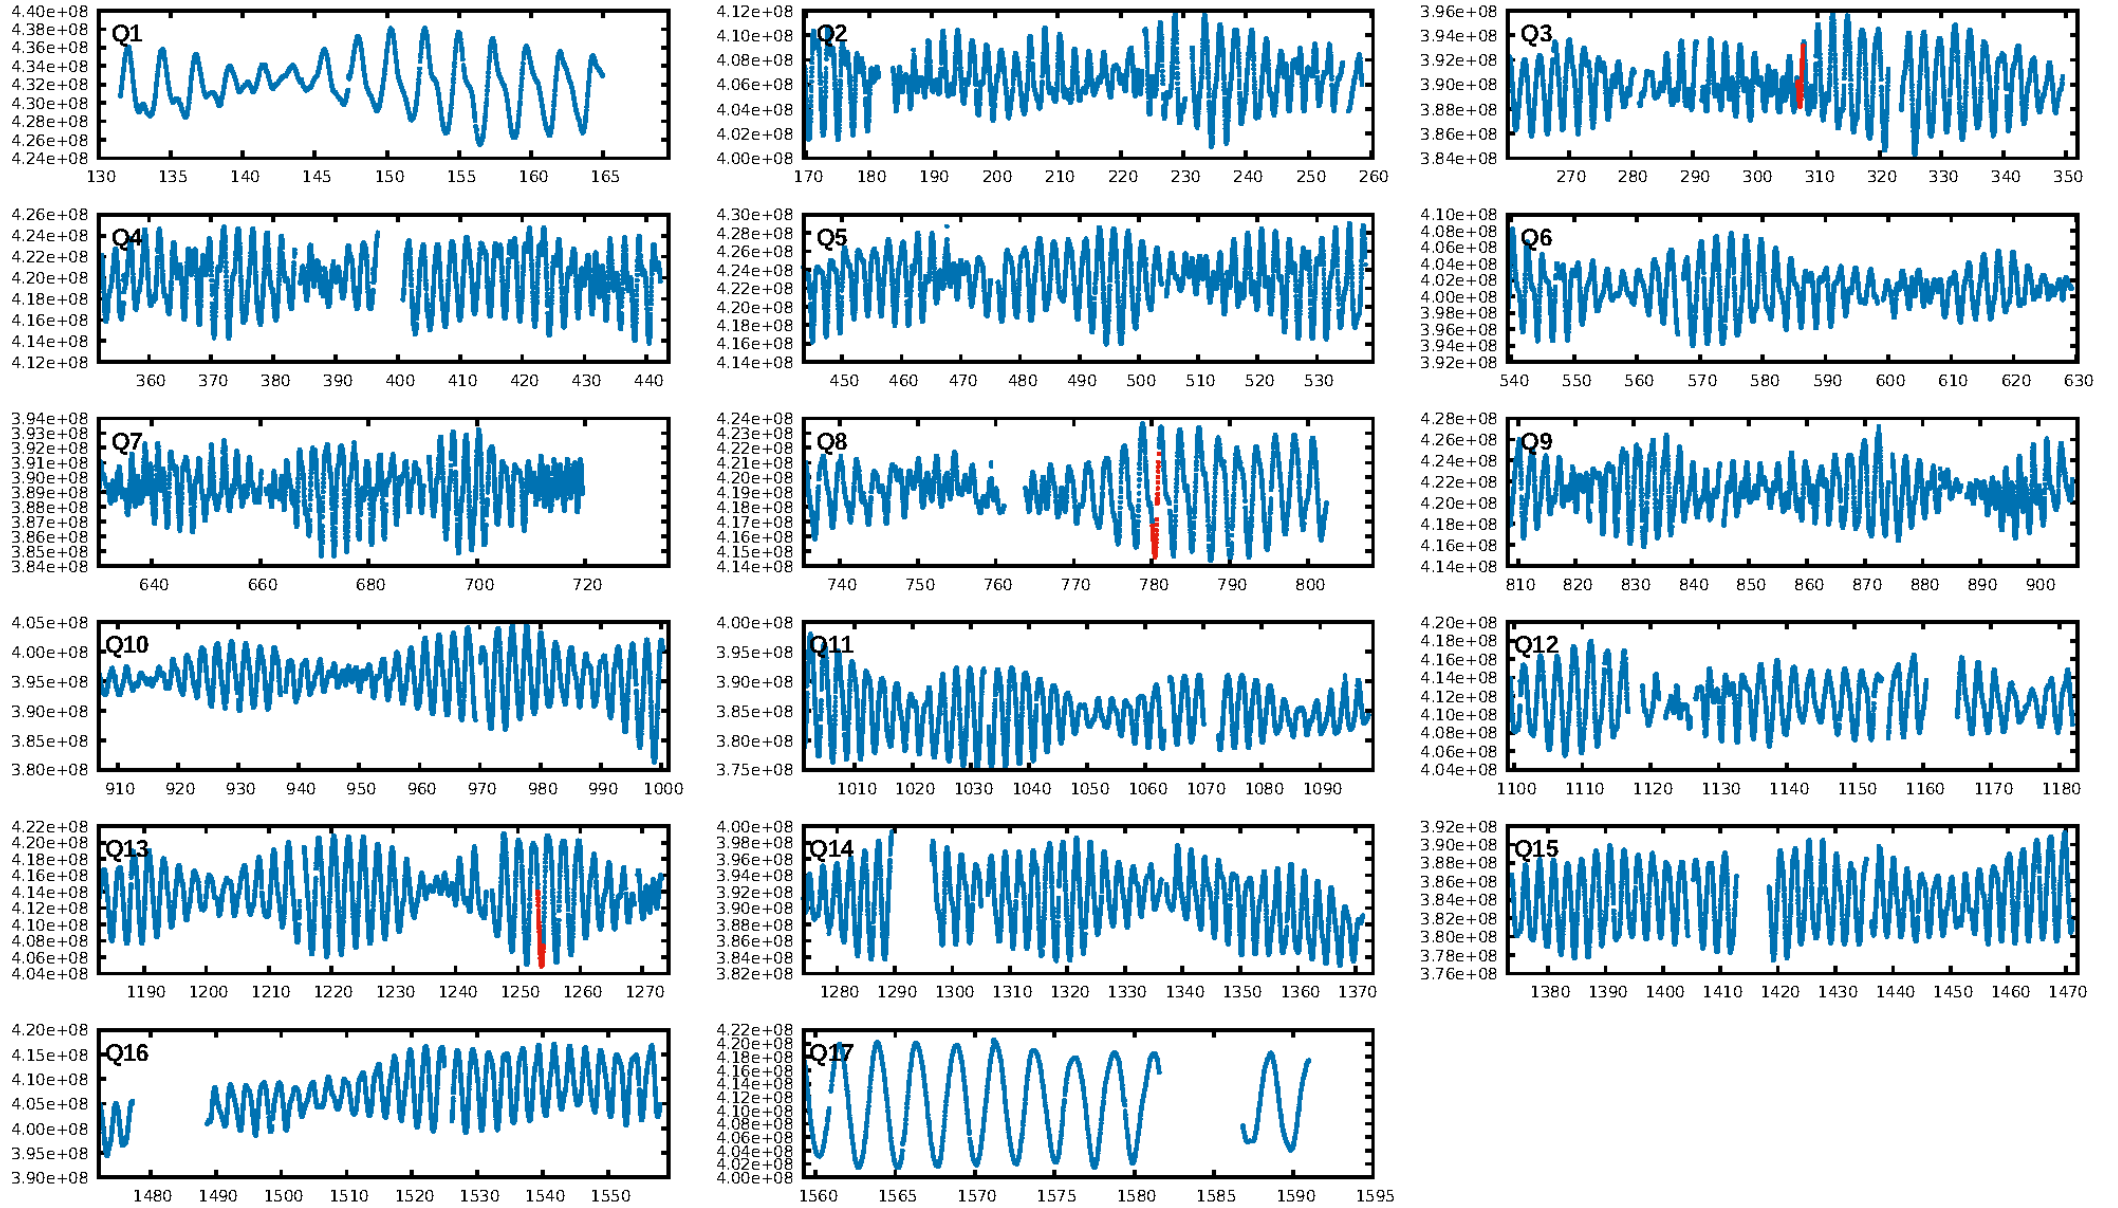 Q1
4.40e+08
4.38e+08
4.36e+08
4.34e+08
4.32e+08
4.30e+08
4.28e+08
4.26e+08
4.24e+08
130 135 140 145 150 155 160 165
Q2
4.12e+08
4.10e+08
4.08e+08
4.06e+08
4.04e+08
4.02e+08
4.00e+08
170 180 190 200 210 220 230 240 250 260
Q3
3.96e+08
3.94e+08
3.92e+08
3.90e+08
3.88e+08
3.86e+08
3.84e+08
270 280 290 300 310 320 330 340 350
Q4
4.26e+08
4.24e+08
4.22e+08
4.20e+08
4.18e+08
4.16e+08
4.14e+08
4.12e+08
360 370 380 390 400 410 420 430 440
Q5
4.30e+08
4.28e+08
4.26e+08
4.24e+08
4.22e+08
4.20e+08
4.18e+08
4.16e+08
4.14e+08
450 460 470 480 490 500 510 520 530
Q6
4.10e+08
4.08e+08
4.06e+08
4.04e+08
4.02e+08
4.00e+08
3.98e+08
3.96e+08
3.94e+08
3.92e+08
540 550 560 570 580 590 600 610 620 630
Q7
3.94e+08
3.93e+08
3.92e+08
3.91e+08
3.90e+08
3.89e+08
3.88e+08
3.87e+08
3.86e+08
3.85e+08
3.84e+08
640 660 680 700 720
Q8
4.24e+08
4.23e+08
4.22e+08
4.21e+08
4.20e+08
4.19e+08
4.18e+08
4.17e+08
4.16e+08
4.15e+08
4.14e+08
740 750 760 770 780 790 800
Q9
4.28e+08
4.26e+08
4.24e+08
4.22e+08
4.20e+08
4.18e+08
4.16e+08
4.14e+08
810 820 830 840 850 860 870 880 890 900
Q10
4.05e+08
4.00e+08
3.95e+08
3.90e+08
3.85e+08
3.80e+08
910 920 930 940 950 960 970 980 990 1000
Q11
4.00e+08
3.95e+08
3.90e+08
3.85e+08
3.80e+08
3.75e+08
1010 1020 1030 1040 1050 1060 1070 1080 1090
Q12
4.20e+08
4.18e+08
4.16e+08
4.14e+08
4.12e+08
4.10e+08
4.08e+08
4.06e+08
4.04e+08
1100 1110 1120 1130 1140 1150 1160 1170 1180
Q13
4.22e+08
4.20e+08
4.18e+08
4.16e+08
4.14e+08
4.12e+08
4.10e+08
4.08e+08
4.06e+08
4.04e+08
1190 1200 1210 1220 1230 1240 1250 1260 1270
Q14
4.00e+08
3.98e+08
3.96e+08
3.94e+08
3.92e+08
3.90e+08
3.88e+08
3.86e+08
3.84e+08
3.82e+08
1280 1290 1300 1310 1320 1330 1340 1350 1360 1370
Q15
3.92e+08
3.90e+08
3.88e+08
3.86e+08
3.84e+08
3.82e+08
3.80e+08
3.78e+08
3.76e+08
1380 1390 1400 1410 1420 1430 1440 1450 1460 1470
Q16
4.20e+08
4.15e+08
4.10e+08
4.05e+08
4.00e+08
3.95e+08
3.90e+08
1480 1490 1500 1510 1520 1530 1540 1550
Q17
4.22e+08
4.20e+08
4.18e+08
4.16e+08
4.14e+08
4.12e+08
4.10e+08
4.08e+08
4.06e+08
4.04e+08
4.02e+08
4.00e+08
1560 1565 1570 1575 1580 1585 1590 1595